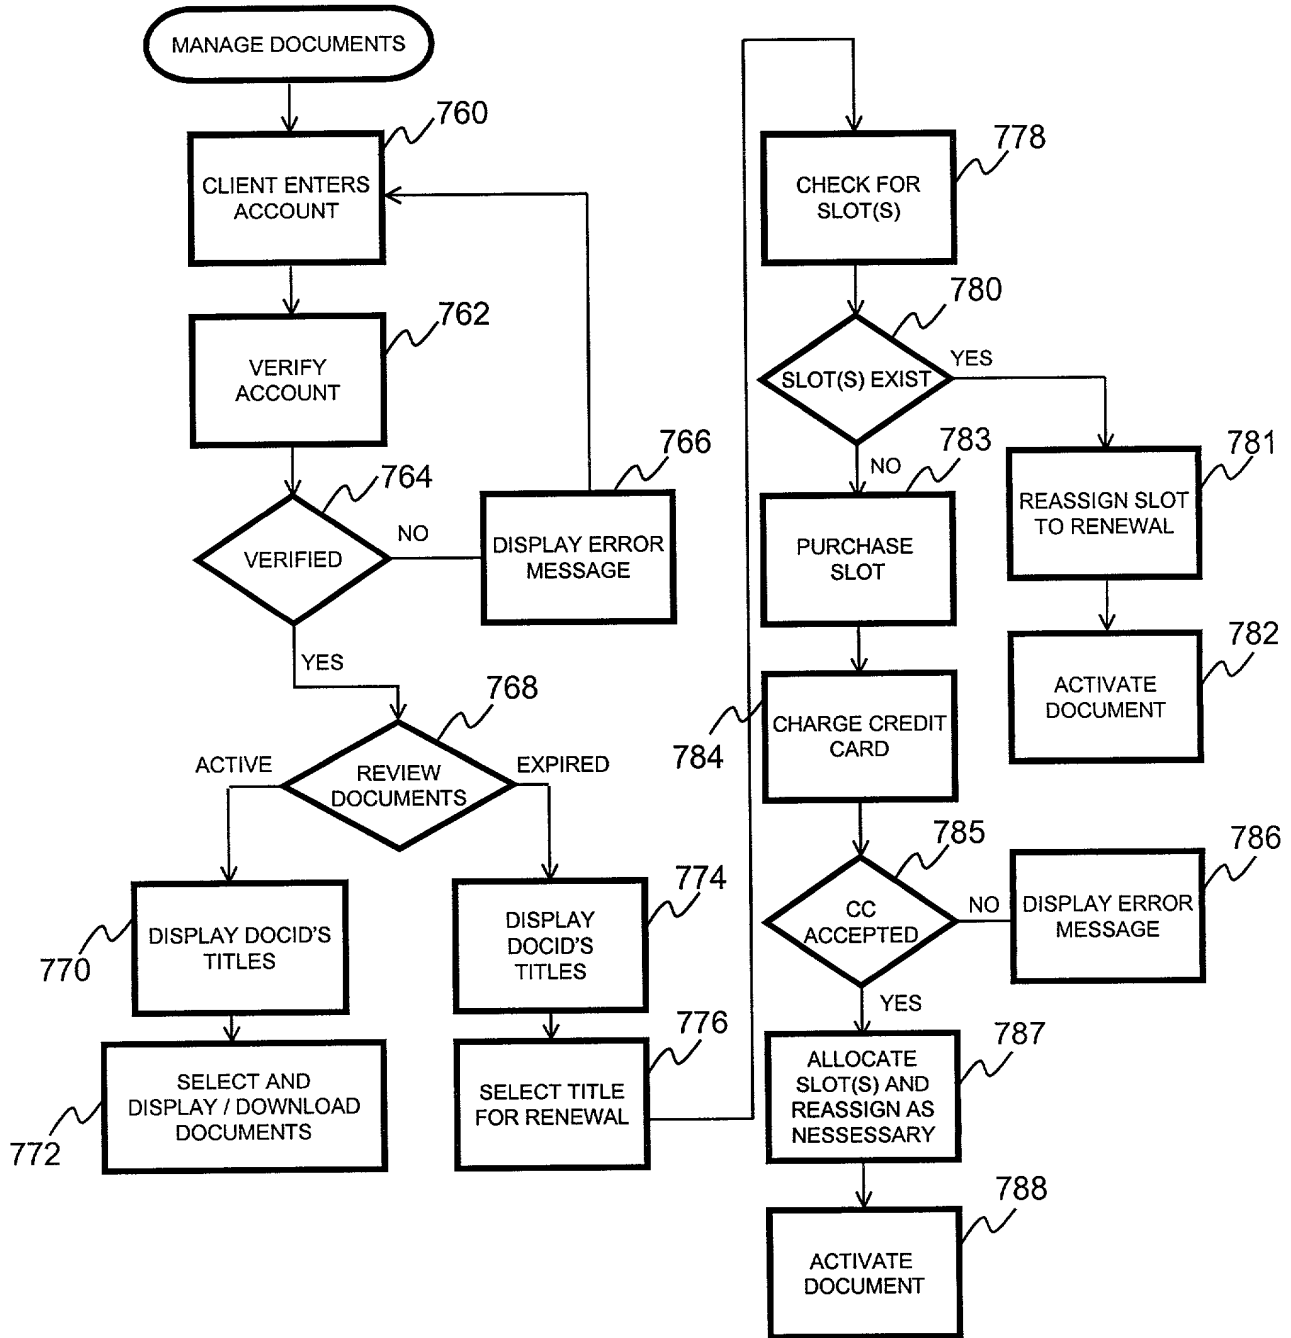 MANAGE DOCUMENTS
760
CLIENT ENTERS
ACCOUNT
762
VERIFY
ACCOUNT
764
VERIFIED
NO
766
DISPLAY ERROR
MESSAGE
YES
768
ACTIVE
REVIEW
DOCUMENTS
EXPIRED
770
DISPLAY DOCID'S
TITLES
772
SELECT AND
DISPLAY / DOWNLOAD
DOCUMENTS
774
DISPLAY
DOCID'S
TITLES
776
SELECT TITLE
FOR RENEWAL
778
CHECK FOR
SLOT(S)
780
SLOT(S) EXIST
YES
781
REASSIGN SLOT
TO RENEWAL
782
ACTIVATE
DOCUMENT
NO
783
PURCHASE
SLOT
784
CHARGE CREDIT
CARD
785
CC
ACCEPTED
NO
786
DISPLAY ERROR
MESSAGE
YES
787
ALLOCATE
SLOT(S) AND
REASSIGN AS
NESSESSARY
788
ACTIVATE
DOCUMENT